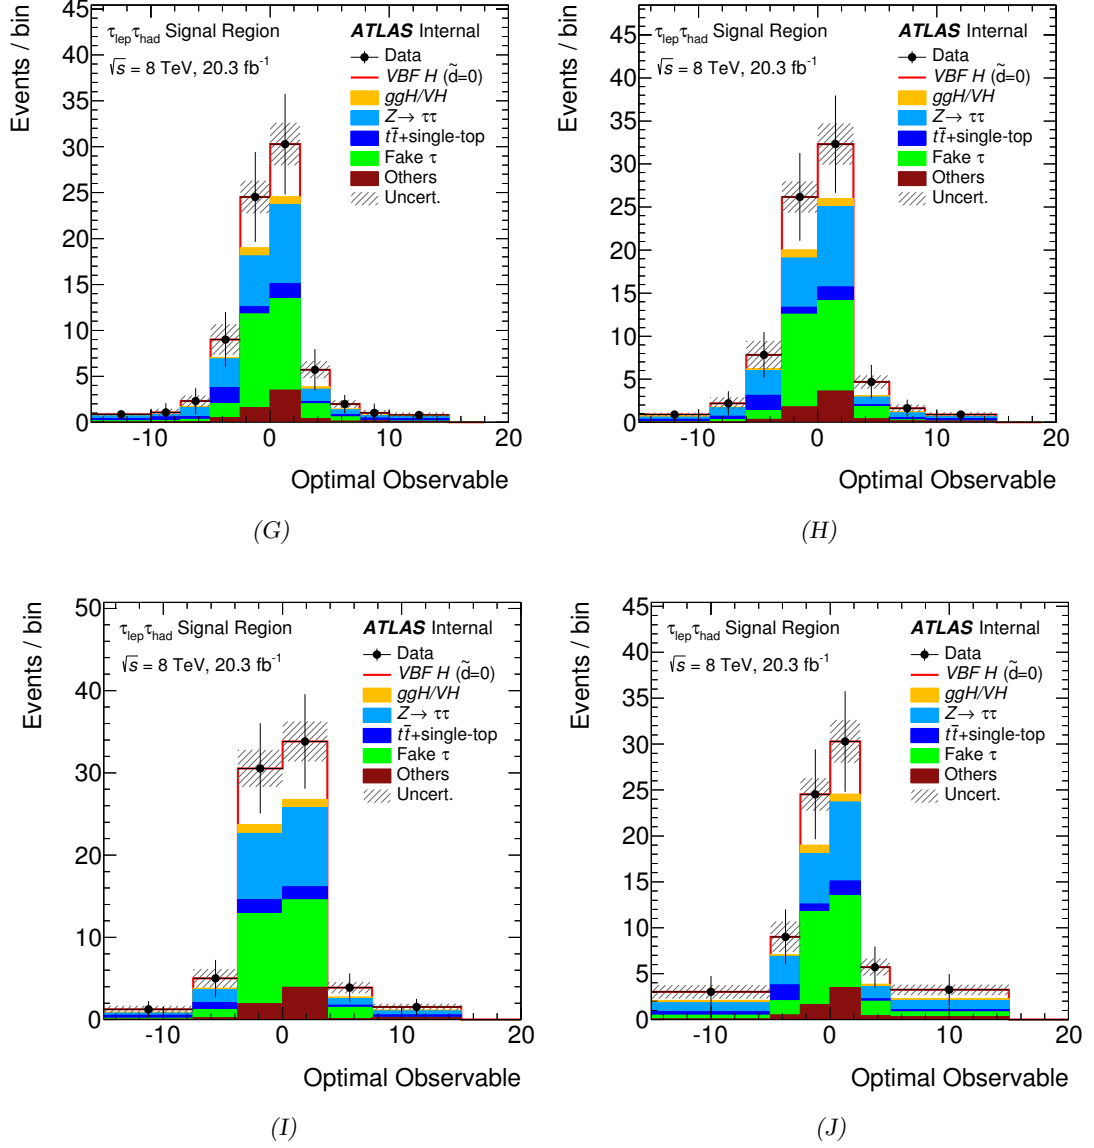 Events / bin
45
40
35
30
25
20
15
10
5
0
-10 0 10 20
τlepτhad Signal Region
√s = 8 TeV, 20.3 fb-1
ATLAS Internal
Data
VBF H (d̃=0)
ggH/VH
Z→ ττ
tt̄+single-top
Fake τ
Others
Uncert.
Optimal Observable
(G)
Events / bin
45
40
35
30
25
20
15
10
5
0
-10 0 10 20
τlepτhad Signal Region
√s = 8 TeV, 20.3 fb-1
ATLAS Internal
Data
VBF H (d̃=0)
ggH/VH
Z→ ττ
tt̄+single-top
Fake τ
Others
Uncert.
Optimal Observable
(H)
Events / bin
50
40
30
20
10
0
-10 0 10 20
τlepτhad Signal Region
√s = 8 TeV, 20.3 fb-1
ATLAS Internal
Data
VBF H (d̃=0)
ggH/VH
Z→ ττ
tt̄+single-top
Fake τ
Others
Uncert.
Optimal Observable
(I)
Events / bin
45
40
35
30
25
20
15
10
5
0
-10 0 10 20
τlepτhad Signal Region
√s = 8 TeV, 20.3 fb-1
ATLAS Internal
Data
VBF H (d̃=0)
ggH/VH
Z→ ττ
tt̄+single-top
Fake τ
Others
Uncert.
Optimal Observable
(J)